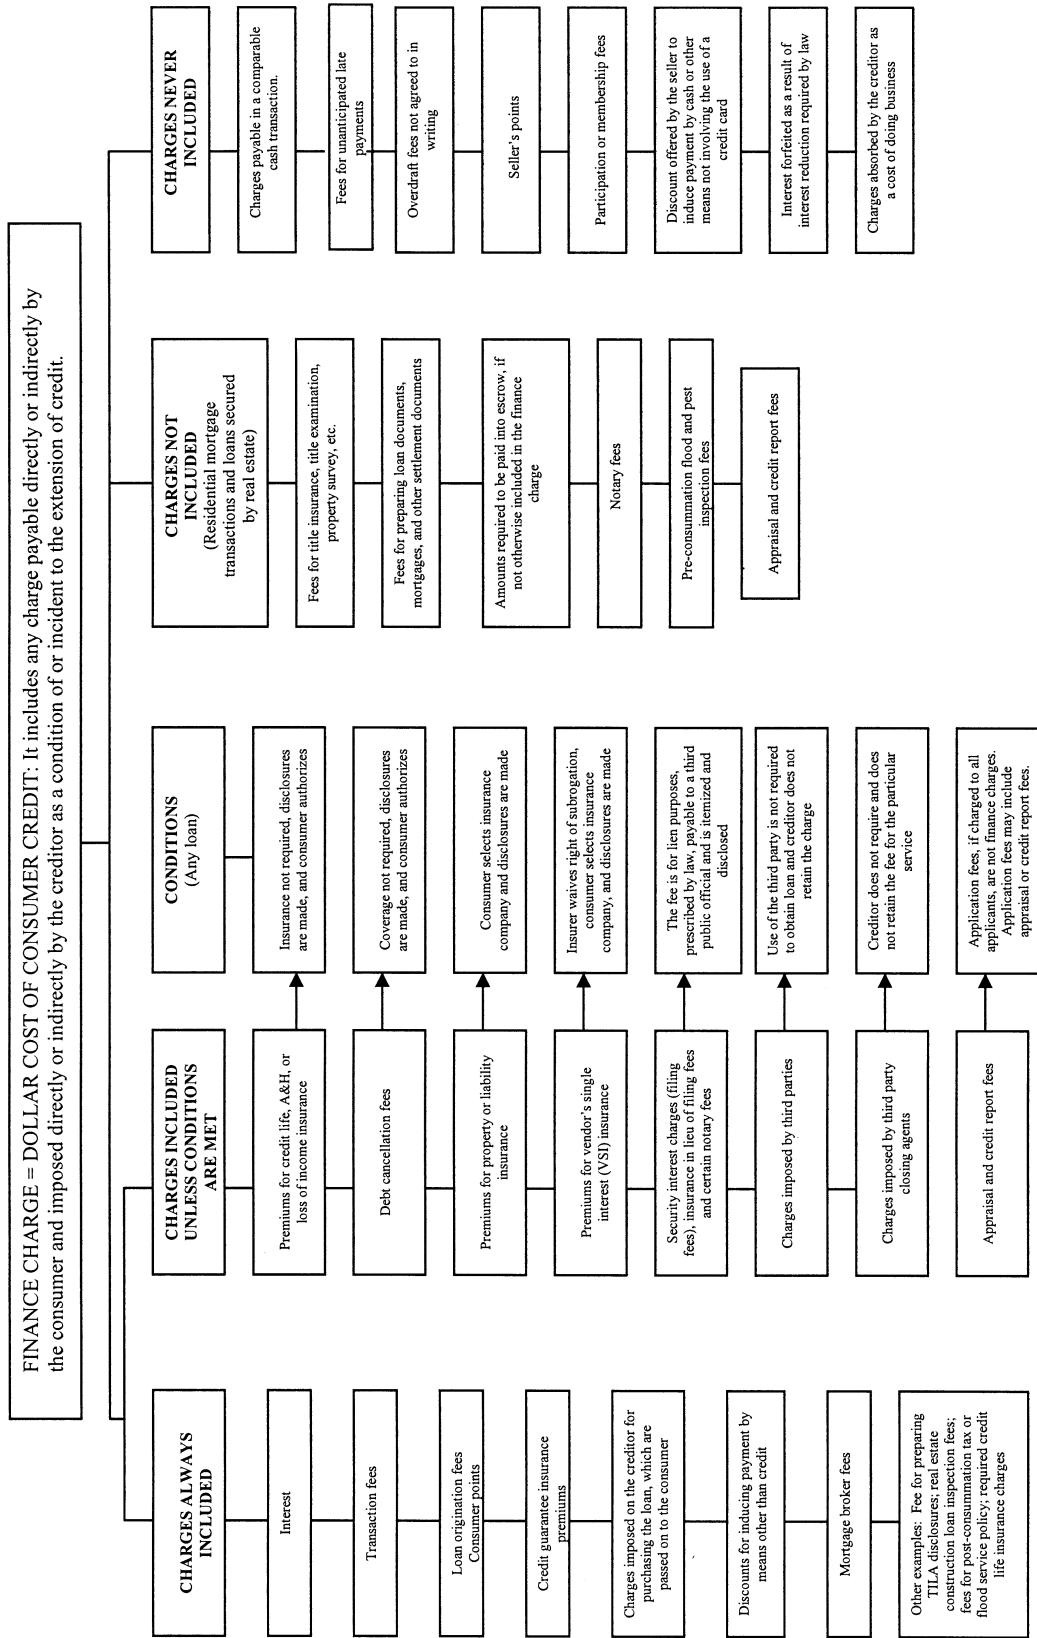 FINANCE CHARGE = DOLLAR COST OF CONSUMER CREDIT: It includes any charge payable directly or indirectly by
the consumer and imposed directly or indirectly by the creditor as a condition of or incident to the extension of credit.
CHARGES ALWAYS
INCLUDED
Interest
Transaction fees
Loan origination fees
Consumer points
Credit guarantee insurance
premiums
Charges imposed on the creditor for
purchasing the loan, which are
passed on to the consumer
Discounts for inducing payment by
means other than credit
Mortgage broker fees
Other examples: Fee for preparing
TILA disclosures; real estate
construction loan inspection fees;
fees for post-consummation tax or
flood service policy; required credit
life insurance charges
CHARGES INCLUDED
UNLESS CONDITIONS
ARE MET
Premiums for credit life, A&H, or
loss of income insurance
Debt cancellation fees
Premiums for property or liability
insurance
Premiums for vendor's single
interest (VSI) insurance
Security interest charges (filing
fees), insurance in lieu of filing fees
and certain notary fees
Charges imposed by third parties
Charges imposed by third party
closing agents
Appraisal and credit report fees
CONDITIONS
(Any loan)
Insurance not required, disclosures
are made, and consumer authorizes
Coverage not required, disclosures
are made, and consumer authorizes
Consumer selects insurance
company and disclosures are made
Insurer waives right of subrogation,
consumer selects insurance
company, and disclosures are made
The fee is for lien purposes,
prescribed by law, payable to a third
public official and is itemized and
disclosed
Use of the third party is not required
to obtain loan and creditor does not
retain the charge
Creditor does not require and does
not retain the fee for the particular
service
Application fees, if charged to all
applicants, are not finance charges.
Application fees may include
appraisal or credit report fees.
CHARGES NOT
INCLUDED
(Residential mortgage
transactions and loans secured
by real estate)
Fees for title insurance, title examination,
property survey, etc.
Fees for preparing loan documents,
mortgages, and other settlement documents
Amounts required to be paid into escrow, if
not otherwise included in the finance
charge
Notary fees
Pre-consummation flood and pest
inspection fees
Appraisal and credit report fees
CHARGES NEVER
INCLUDED
Charges payable in a comparable
cash transaction.
Fees for unanticipated late
payments
Overdraft fees not agreed to in
writing
Seller's points
Participation or membership fees
Discount offered by the seller to
induce payment by cash or other
means not involving the use of a
credit card
Interest forfeited as a result of
interest reduction required by law
Charges absorbed by the creditor as
a cost of doing business